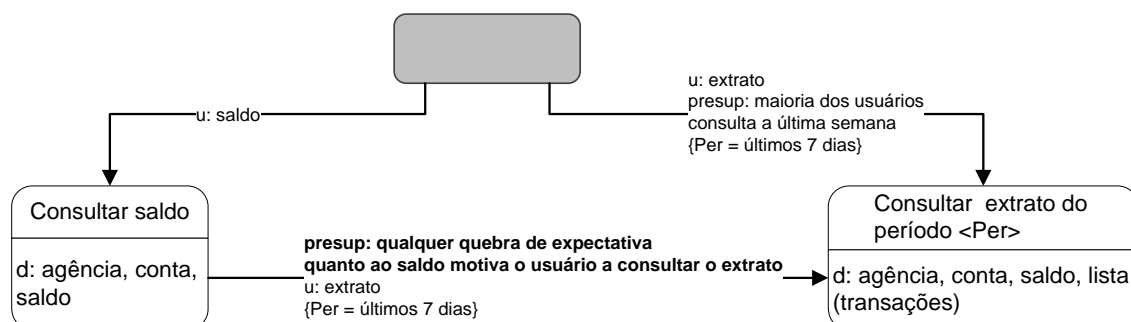 u: saldo
u: extrato
presup: maioria dos usuários
consulta a última semana
{Per = últimos 7 dias}
Consultar saldo
d: agência, conta,
saldo
presup: qualquer quebra de expectativa
quanto ao saldo motiva o usuário a consultar o extrato
u: extrato
{Per = últimos 7 dias}
Consultar extrato do
período <Per>
d: agência, conta, saldo, lista
(transações)